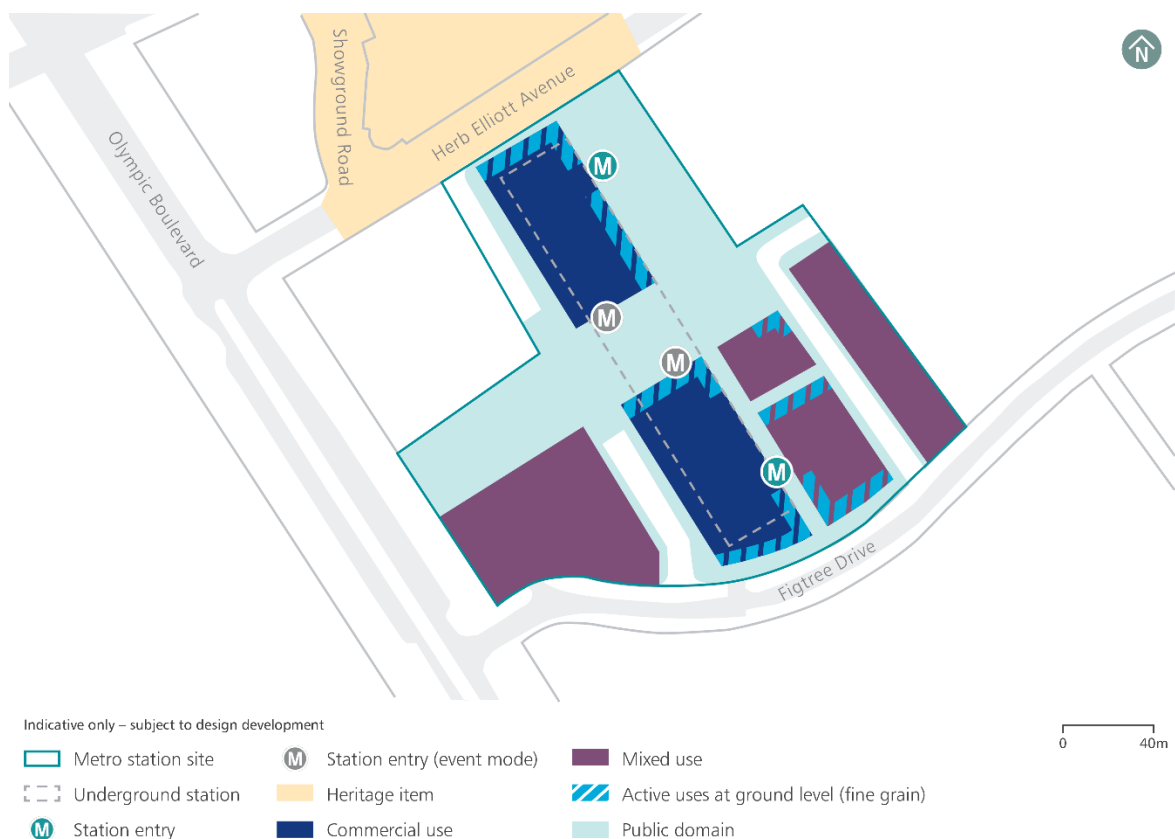 N
Showground Road
Herb Elliott Avenue
Olympic Boulevard
M
M
M
M
Figtree Drive
Indicative only – subject to design development
Metro station site
M Station entry (event mode)
Mixed use
Underground station
Heritage item
Active uses at ground level (fine grain)
M Station entry
Commercial use
Public domain
0 40m